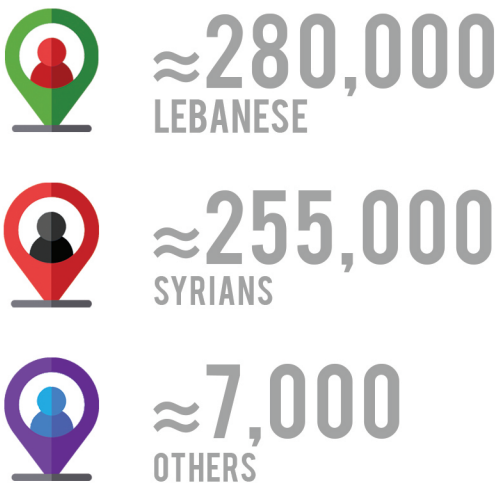 ≈280,000
LEBANESE
≈255,000
SYRIANS
≈7,000
OTHERS